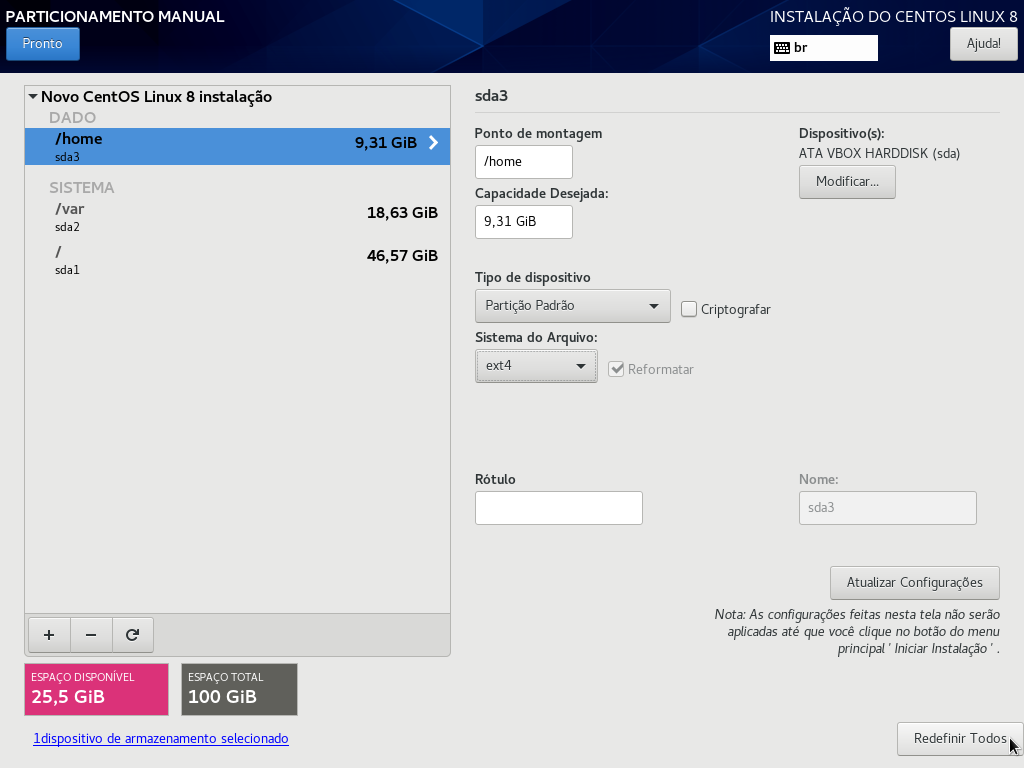 PARTICIONAMENTO MANUAL
INSTALAÇÃO DO CENTOS LINUX 8
Pronto
br
Ajuda!
Novo CentOS Linux 8 instalação
DADO
/home
9,31 GiB
sda3
SISTEMA
/var
18,63 GiB
sda2
/
46,57 GiB
sda1
sda3
Ponto de montagem
/home
Dispositivo(s):
ATA VBOX HARDDISK (sda)
Modificar...
Capacidade Desejada:
9,31 GiB
Tipo de dispositivo
Partição Padrão
Criptografar
Sistema do Arquivo:
ext4
Reformatar
Rótulo
Nome:
sda3
Atualizar Configurações
Nota: As configurações feitas nesta tela não serão
aplicadas até que você clique no botão do menu
principal ' Iniciar Instalação ' .
ESPAÇO DISPONÍVEL
25,5 GiB
ESPAÇO TOTAL
100 GiB
1dispositivo de armazenamento selecionado
Redefinir Todos